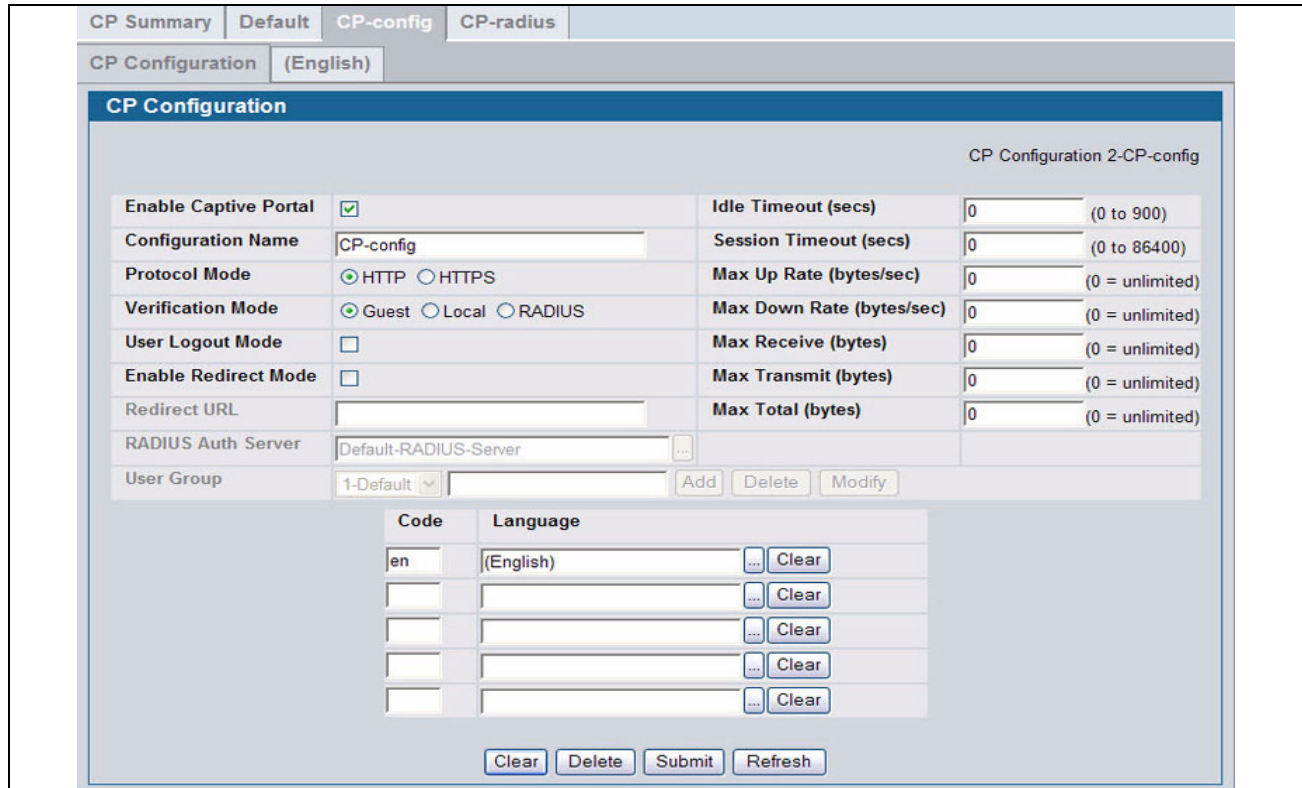 CP Summary Default CP-config CP-radius
CP Configuration (English)
CP Configuration
CP Configuration 2-CP-config
Enable Captive Portal Idle Timeout (secs) 0 (0 to 900)
Configuration Name CP-config Session Timeout (secs) 0 (0 to 86400)
Protocol Mode HTTP HTTPS Max Up Rate (bytes/sec) 0 (0 = unlimited)
Verification Mode Guest Local RADIUS Max Down Rate (bytes/sec) 0 (0 = unlimited)
User Logout Mode Max Receive (bytes) 0 (0 = unlimited)
Enable Redirect Mode Max Transmit (bytes) 0 (0 = unlimited)
Redirect URL Max Total (bytes) 0 (0 = unlimited)
RADIUS Auth Server Default-RADIUS-Server ...
User Group 1-Default Add Delete Modify
Code Language
en (English) ... Clear
... Clear
... Clear
... Clear
... Clear
Clear Delete Submit Refresh